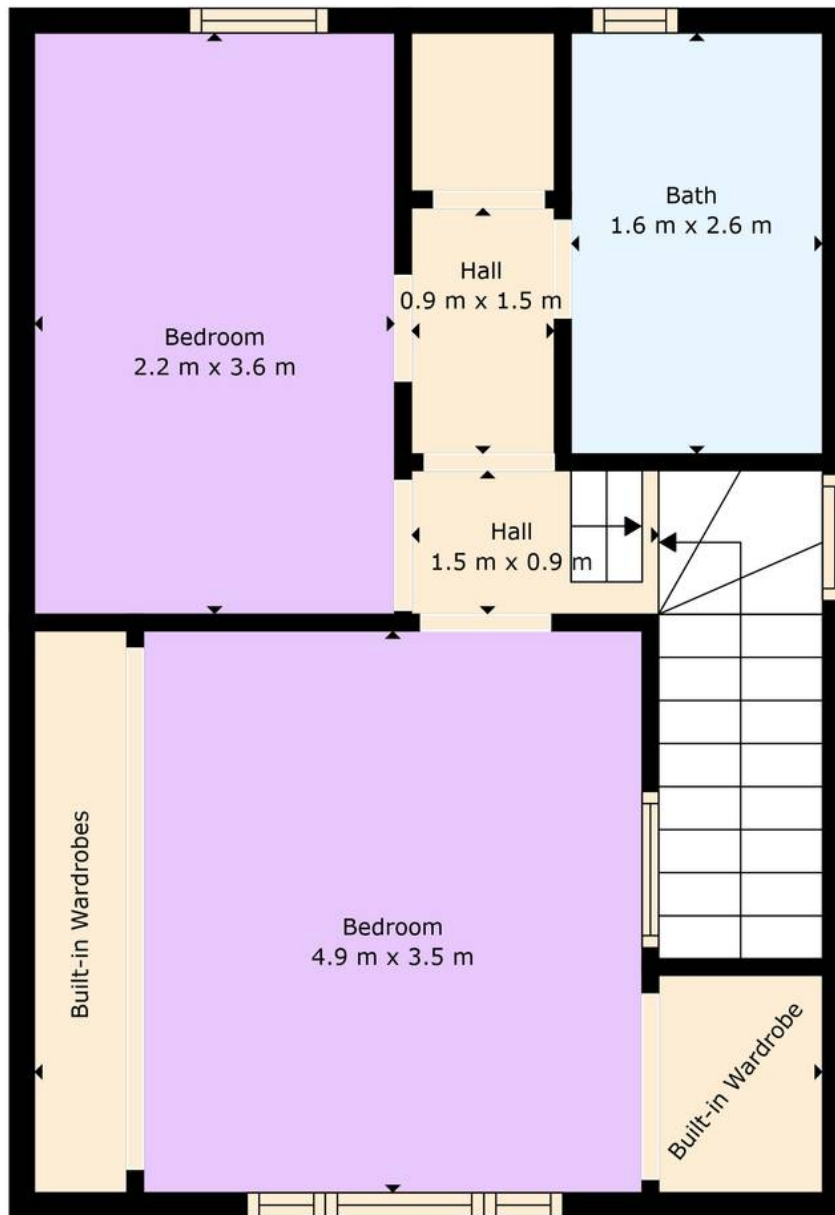 Bath
1.6 m x 2.6 m
Hall
0.9 m x 1.5 m
Bedroom
2.2 m x 3.6 m
Hall
1.5 m x 0.9 m
Built-in Wardrobes
Bedroom
4.9 m x 3.5 m
Built-in Wardrobe